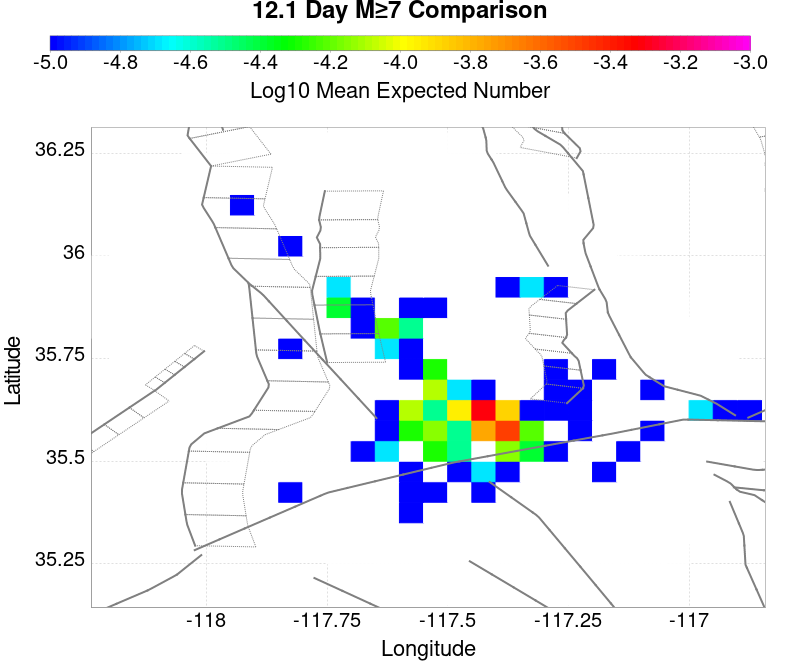 12.1 Day M≥7 Comparison
-5.0 -4.8 -4.6 -4.4 -4.2 -4.0 -3.8 -3.6 -3.4 -3.2 -3.0
Log10 Mean Expected Number
36.25
36
35.75
35.5
35.25
Latitude
-118 -117.75 -117.5 -117.25 -117
Longitude